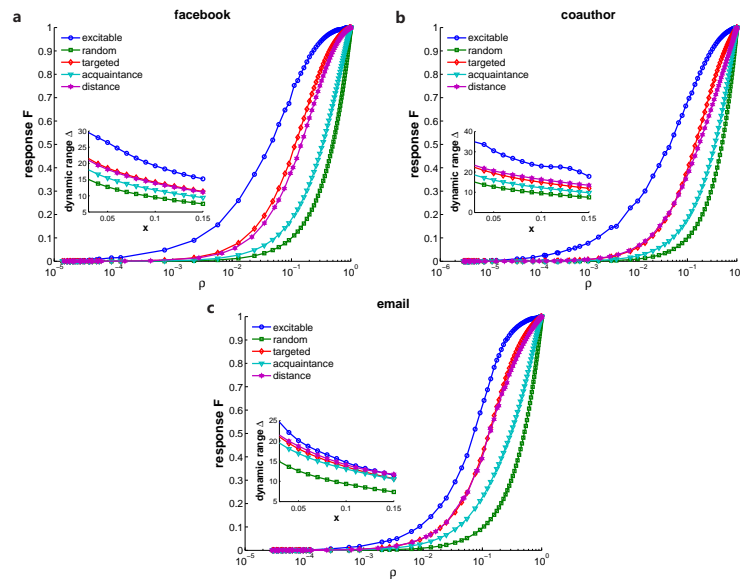 a
facebook
response F
1
0.9
0.8
0.7
0.6
0.5
0.4
0.3
0.2
0.1
0
excitable
random
targeted
acquaintance
distance
dynamic range Δ
30
25
20
15
10
5
0.05
0.1
0.15
x
10⁻⁵
10⁻⁴
10⁻³
10⁻²
10⁻¹
10⁰
ρ
b
coauthor
response F
1
0.9
0.8
0.7
0.6
0.5
0.4
0.3
0.2
0.1
0
excitable
random
targeted
acquaintance
distance
dynamic range Δ
40
30
20
10
0
0.05
0.1
0.15
x
10⁻⁶
10⁻⁵
10⁻⁴
10⁻³
10⁻²
10⁻¹
10
ρ
c
email
response F
1
0.9
0.8
0.7
0.6
0.5
0.4
0.3
0.2
0.1
0
excitable
random
targeted
acquaintance
distance
dynamic range Δ
25
20
15
10
5
0.05
0.1
0.15
x
10⁻⁵
10⁻⁴
10⁻³
10⁻²
10⁻¹
10⁰
ρ